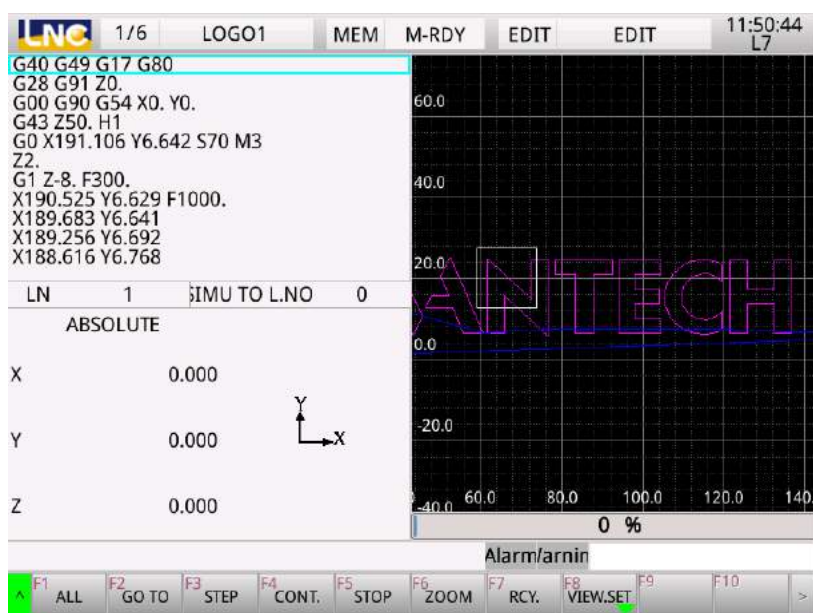 LNC 1/6 LOGO1 MEM M-RDY EDIT EDIT 11:50:44
L7
G40 G49 G17 G80
G28 G91 Z0.
G00 G90 G54 X0. Y0.
G43 Z50. H1
G0 X191.106 Y6.642 S70 M3
Z2.
G1 Z-8. F300.
X190.525 Y6.629 F1000.
X189.683 Y6.641
X189.256 Y6.692
X188.616 Y6.768
LN 1 SIMU TO L.NO 0
ABSOLUTE
X 0.000
Y 0.000
Z 0.000
Y
X
60.0
40.0
20.0
ANTECH
0.0
-20.0
-40.0
60.0 80.0 100.0 120.0 140.
0 %
Alarm/arnin
^ F1 ALL F2 GO TO F3 STEP F4 CONT. F5 STOP F6 ZOOM F7 RCY. F8 VIEW.SET F9 F10 >